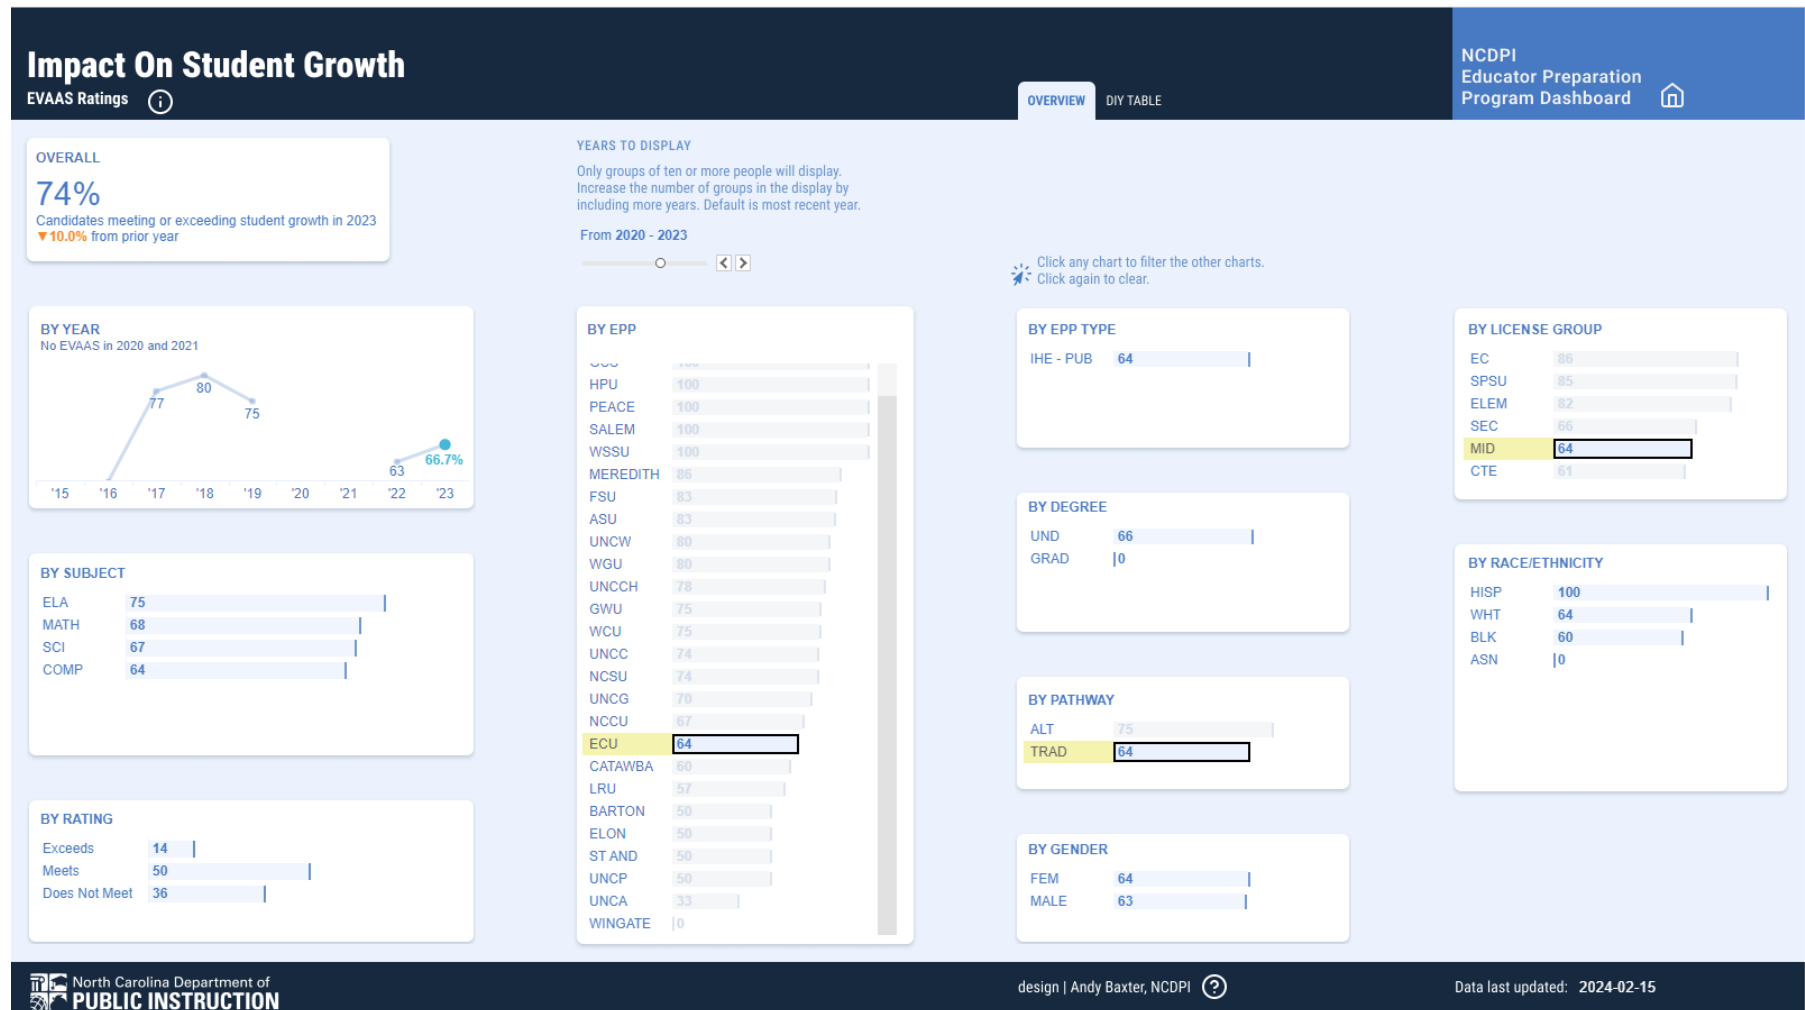 Impact On Student Growth
EVAAS Ratings
OVERVIEW
DIY TABLE
NCDPI
Educator Preparation
Program Dashboard
OVERALL
74%
Candidates meeting or exceeding student growth in 2023
▼10.0% from prior year
YEARS TO DISPLAY
Only groups of ten or more people will display.
Increase the number of groups in the display by
including more years. Default is most recent year.
From 2020 - 2023
Click any chart to filter the other charts.
Click again to clear.
BY YEAR
No EVAAS in 2020 and 2021
77
80
75
63
66.7%
'15 '16 '17 '18 '19 '20 '21 '22 '23
BY SUBJECT
ELA 75
MATH 68
SCI 67
COMP 64
BY RATING
Exceeds 14
Meets 50
Does Not Meet 36
BY EPP
HPU 100
PEACE 100
SALEM 100
WSSU 100
MEREDITH 86
FSU 83
ASU 83
UNCW 80
WGU 80
UNCCH 78
GWU 75
WCU 75
UNCC 74
NCSU 74
UNCG 70
NCCU 67
ECU 64
CATAWBA 60
LRU 57
BARTON 50
ELON 50
ST AND 50
UNCP 50
UNCA 33
WINGATE 0
BY EPP TYPE
IHE - PUB 64
BY DEGREE
UND 66
GRAD 0
BY PATHWAY
ALT 75
TRAD 64
BY GENDER
FEM 64
MALE 63
BY LICENSE GROUP
EC 86
SPSU 85
ELEM 82
SEC 66
MID 64
CTE 61
BY RACE/ETHNICITY
HISP 100
WHT 64
BLK 60
ASN 0
North Carolina Department of
PUBLIC INSTRUCTION
design | Andy Baxter, NCDPI
Data last updated: 2024-02-15